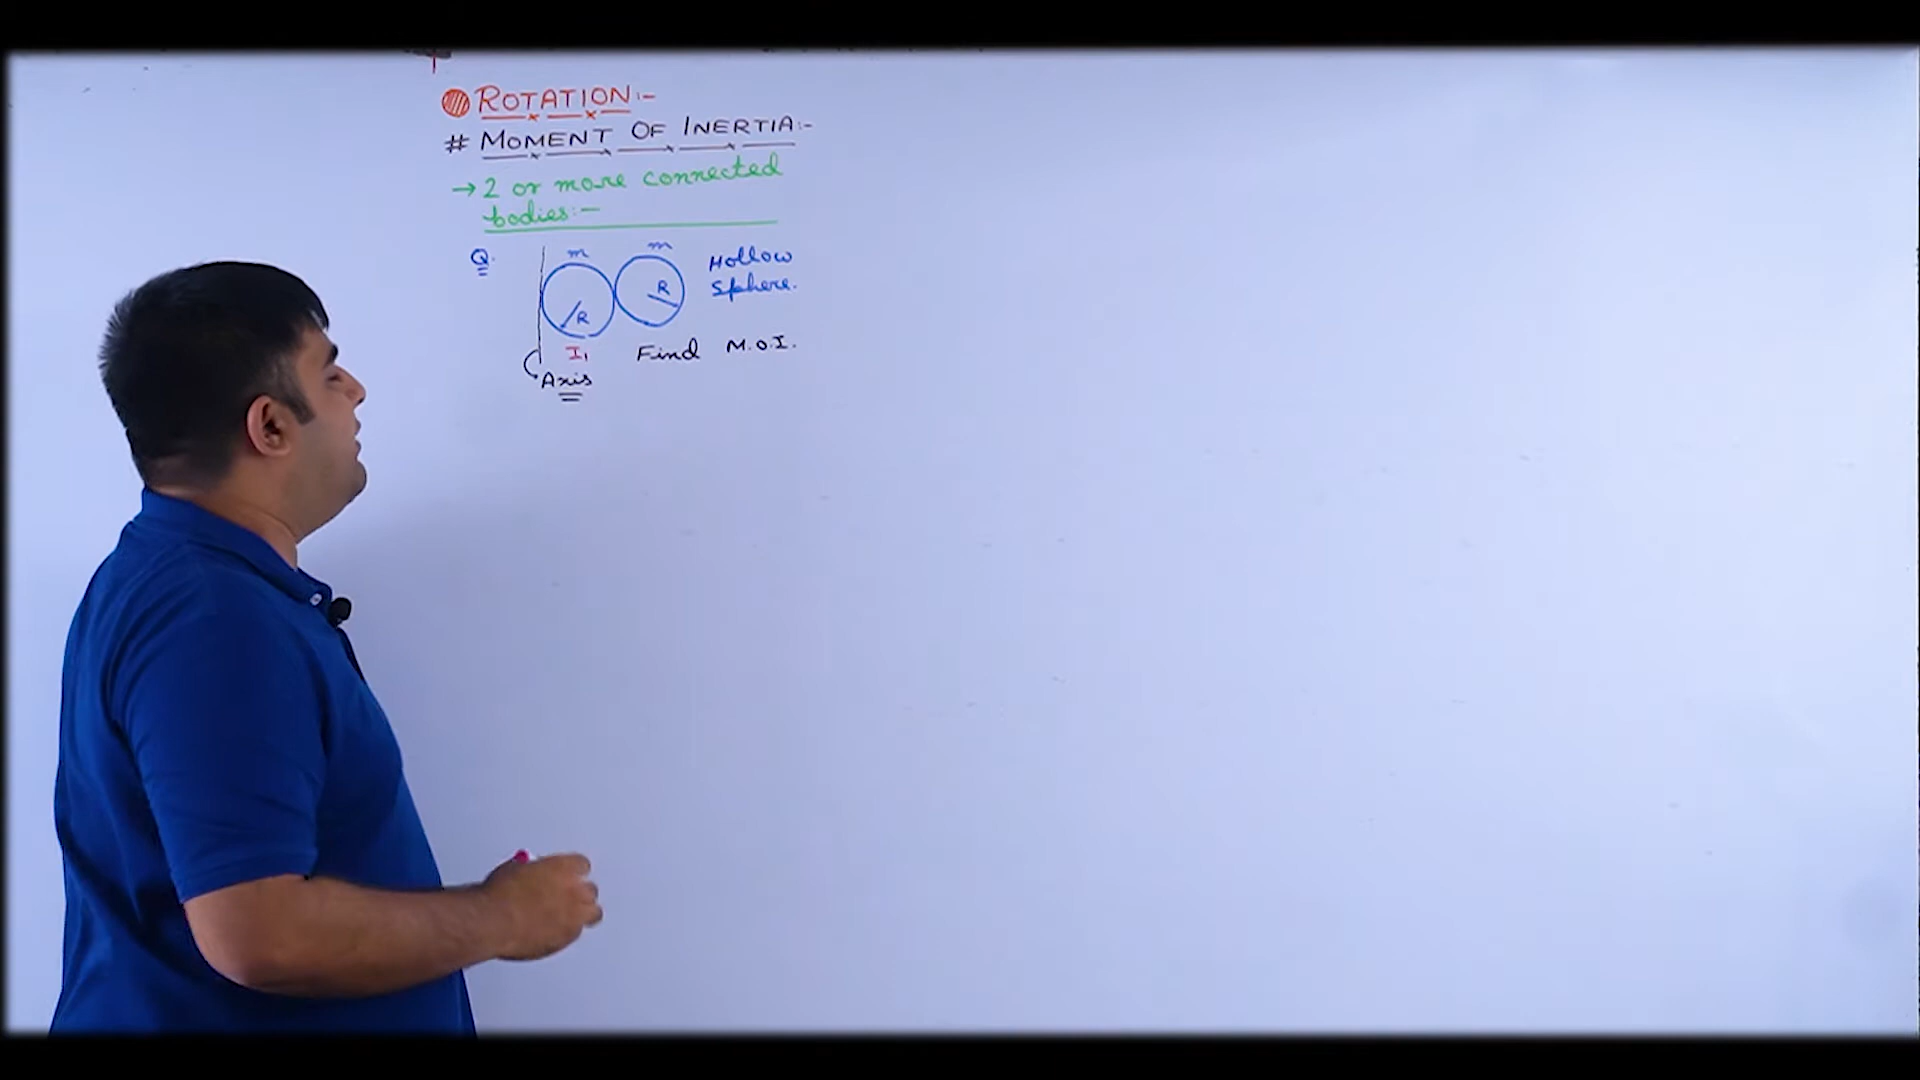 ROTATION:-
# MOMENT OF INERTIA:-
→ 2 or more connected
bodies:-
Q. m m Hollow
Sphere.
R R
I₁ Find M.O.I.
Axis